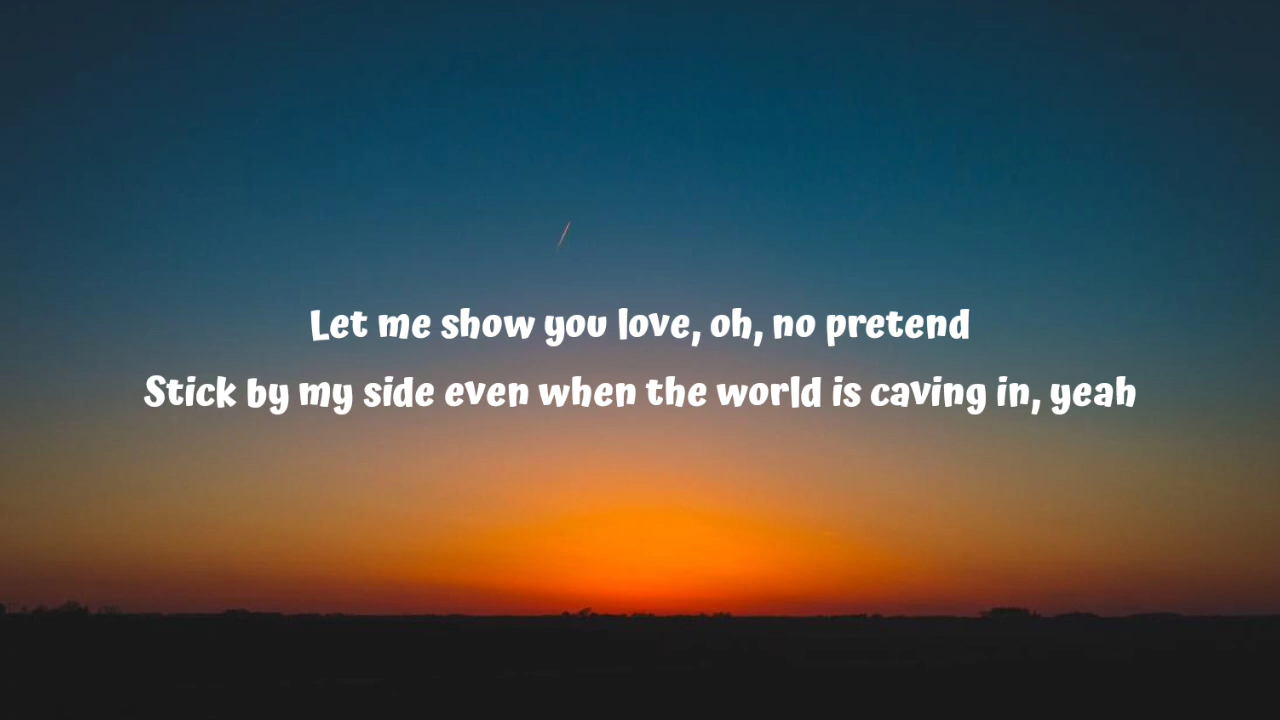 Let me show you love, oh, no pretend
Stick by my side even when the world is caving in, yeah